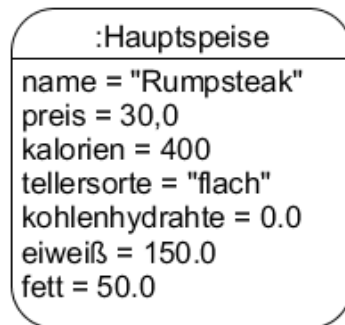 :Hauptspeise
name = "Rumpsteak"
preis = 30,0
kalorien = 400
tellersorte = "flach"
kohlenhydrahte = 0.0
eiweiß = 150.0
fett = 50.0